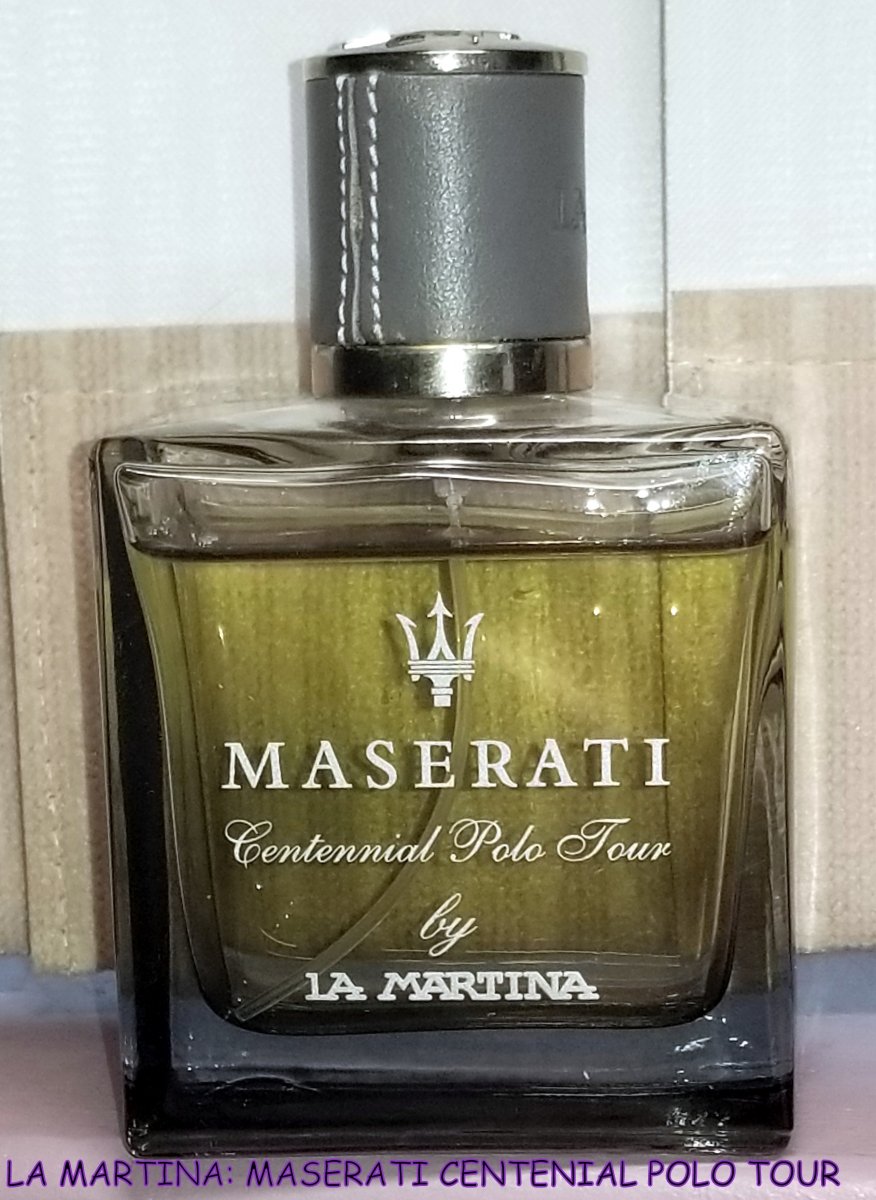 MASERATI
Centennial Polo Tour
by
LA MARTINA
LA MARTINA: MASERATI CENTENIAL POLO TOUR